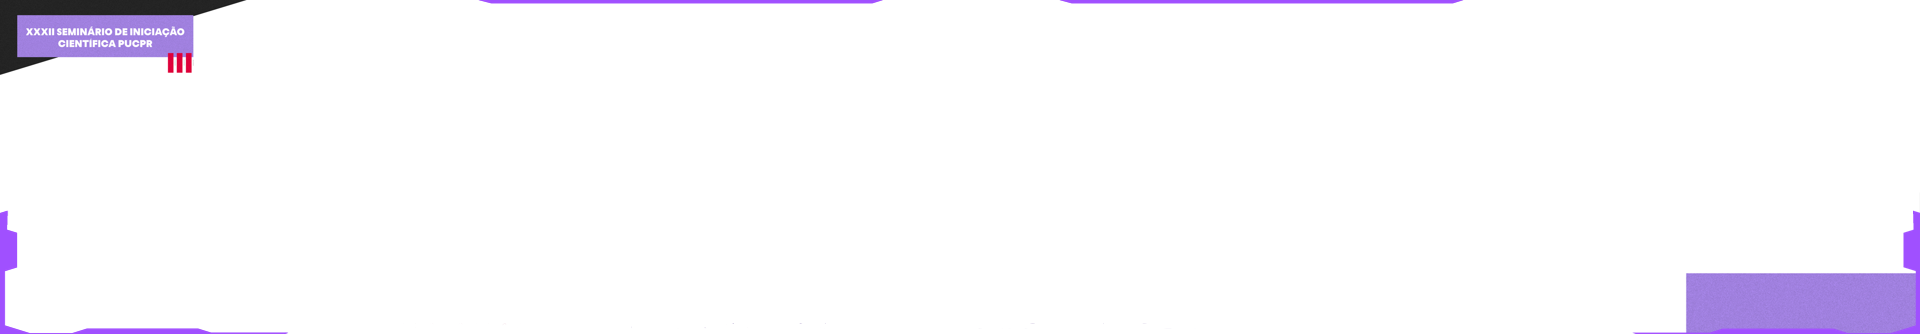 XXXII SEMINÁRIO DE INICIAÇÃO
CIENTÍFICA PUCPR